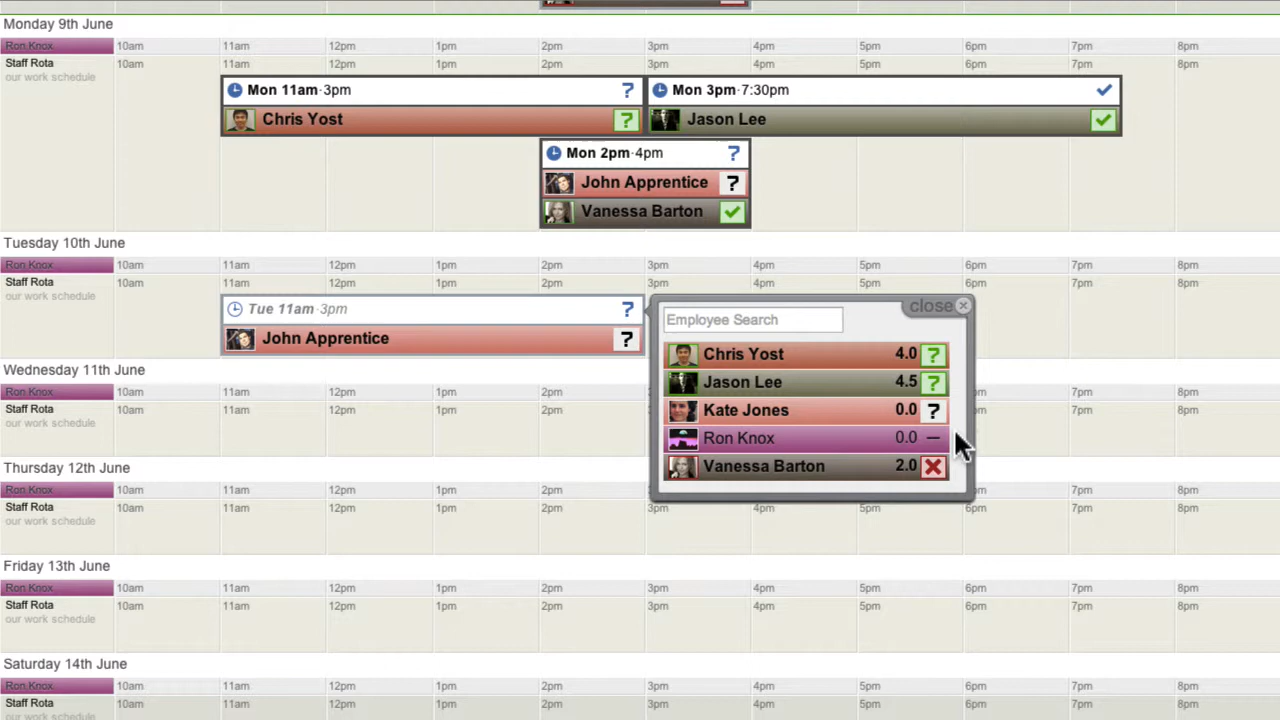 Monday 9th June
Ron Knox 10am 11am 12pm 1pm 2pm 3pm 4pm 5pm 6pm 7pm 8pm
Staff Rota 10am 11am 12pm 1pm 2pm 3pm 4pm 5pm 6pm 7pm 8pm
our work schedule
Mon 11am·3pm ?
Chris Yost ?
Mon 3pm·7:30pm
Jason Lee
Mon 2pm·4pm ?
John Apprentice ?
Vanessa Barton
Tuesday 10th June
Ron Knox 10am 11am 12pm 1pm 2pm 3pm 4pm 5pm 6pm 7pm 8pm
Staff Rota 10am 11am 12pm 1pm 2pm 3pm 4pm 5pm 6pm 7pm 8pm
our work schedule
Tue 11am·3pm ?
John Apprentice ?
close
Employee Search
Chris Yost 4.0 ?
Jason Lee 4.5 ?
Kate Jones 0.0 ?
Ron Knox 0.0 –
Vanessa Barton 2.0
Wednesday 11th June
Ron Knox 10am 11am 12pm 1pm 2pm 3pm 6pm 7pm 8pm
Staff Rota 10am 11am 12pm 1pm 2pm 3pm 6pm 7pm 8pm
our work schedule
Thursday 12th June
Ron Knox 10am 11am 12pm 1pm 2pm 3pm pm 7pm 8pm
Staff Rota 10am 11am 12pm 1pm 2pm 3pm 4pm 5pm 6pm 7pm 8pm
our work schedule
Friday 13th June
Ron Knox 10am 11am 12pm 1pm 2pm 3pm 4pm 5pm 6pm 7pm 8pm
Staff Rota 10am 11am 12pm 1pm 2pm 3pm 4pm 5pm 6pm 7pm 8pm
our work schedule
Saturday 14th June
Ron Knox 10am 11am 12pm 1pm 2pm 3pm 4pm 5pm 6pm 7pm 8pm
Staff Rota 10am 11am 12pm 1pm 2pm 3pm 4pm 5pm 6pm 7pm 8pm
our work schedule